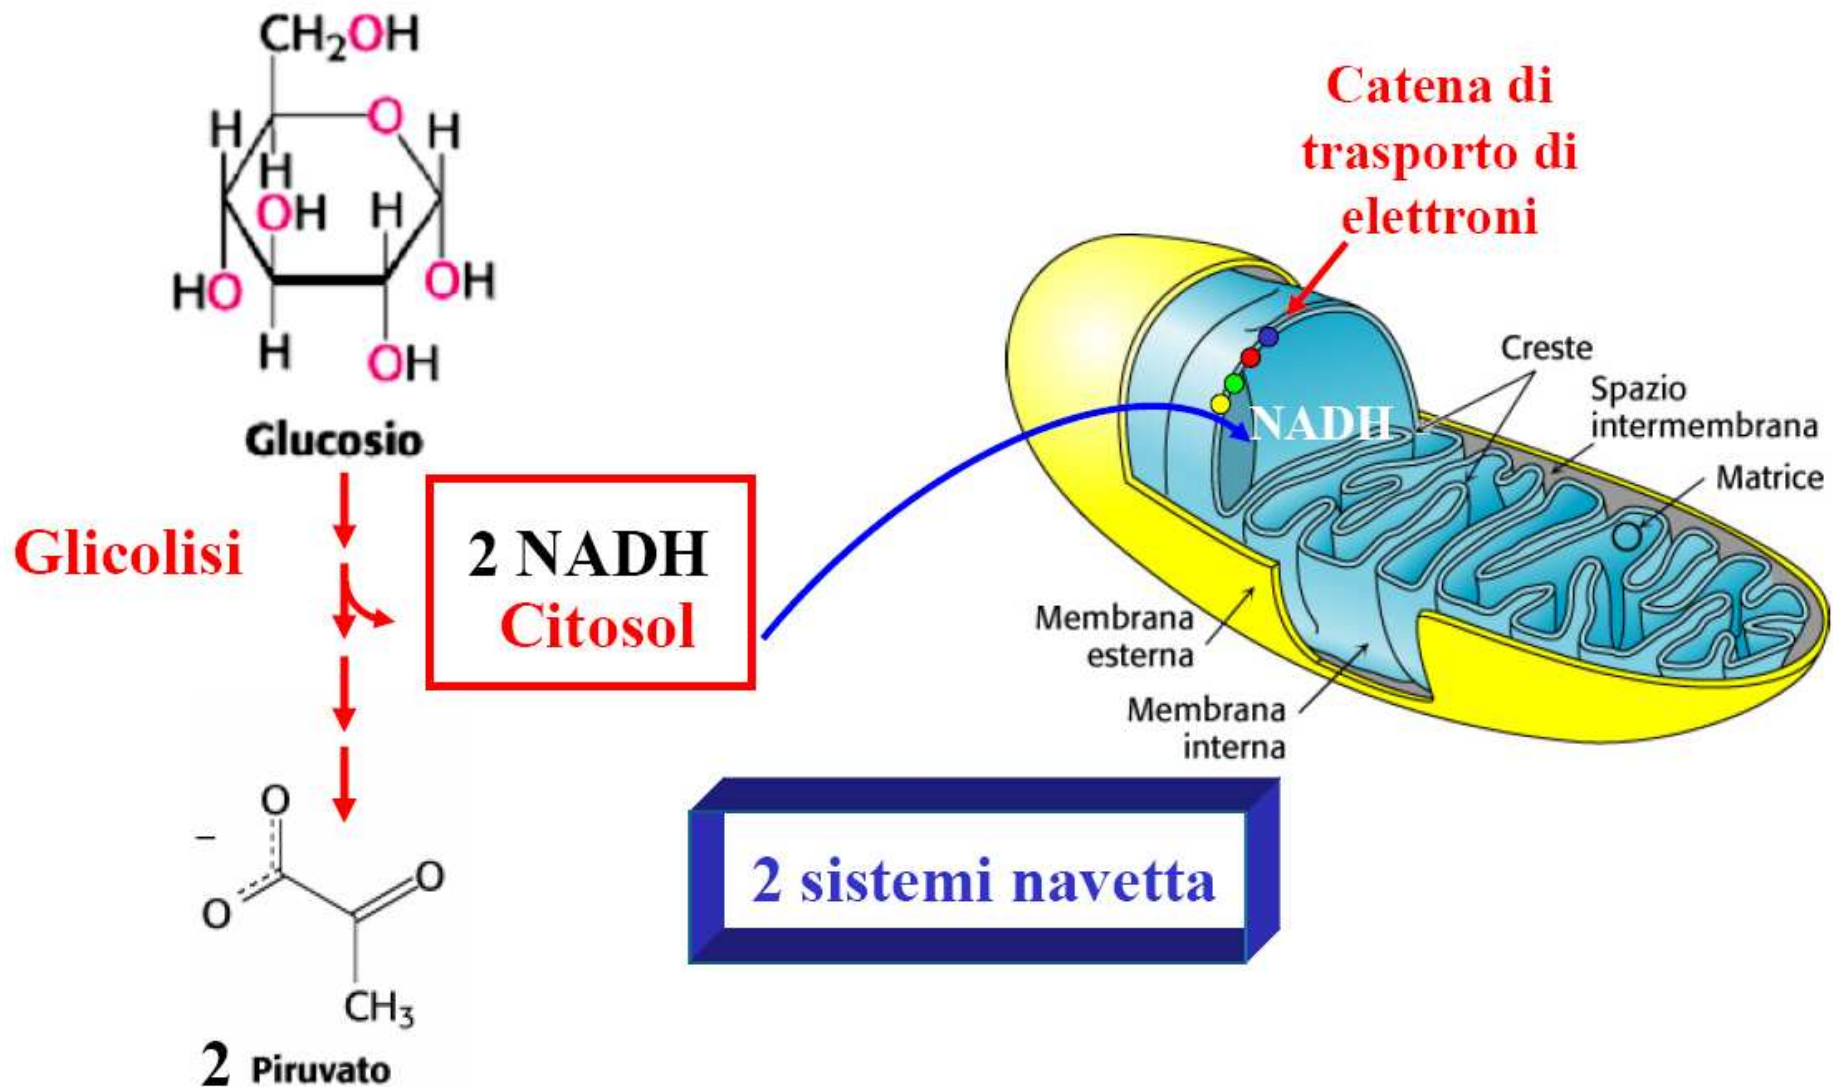 CH2OH
H
O
H
H
OH
H
HO
OH
H
OH
Glucosio
Glicolisi
2 NADH
Citosol
O
–
O
O
CH3
2 Piruvato
Catena di
trasporto di
elettroni
NADH
Creste
Spazio
intermembrana
Matrice
Membrana
esterna
Membrana
interna
2 sistemi navetta